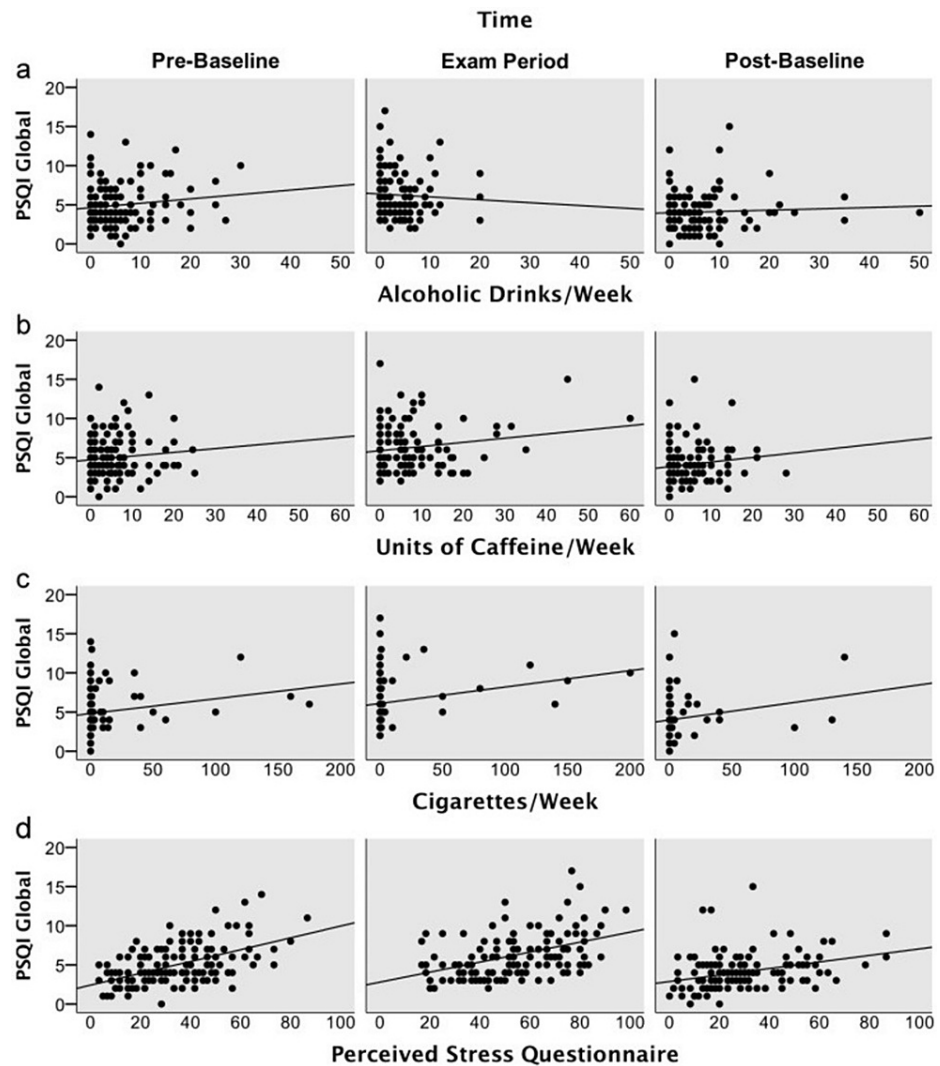 Time
Pre-Baseline Exam Period Post-Baseline
a
PSQI Global
20
15
10
5
0
0 10 20 30 40 50 0 10 20 30 40 50 0 10 20 30 40 50
Alcoholic Drinks/Week
b
PSQI Global
20
15
10
5
0
0 10 20 30 40 50 60 0 10 20 30 40 50 60 0 10 20 30 40 50 60
Units of Caffeine/Week
c
PSQI Global
20
15
10
5
0
0 50 100 150 200 0 50 100 150 200 0 50 100 150 200
Cigarettes/Week
d
PSQI Global
20
15
10
5
0
0 20 40 60 80 100 0 20 40 60 80 100 0 20 40 60 80 100
Perceived Stress Questionnaire